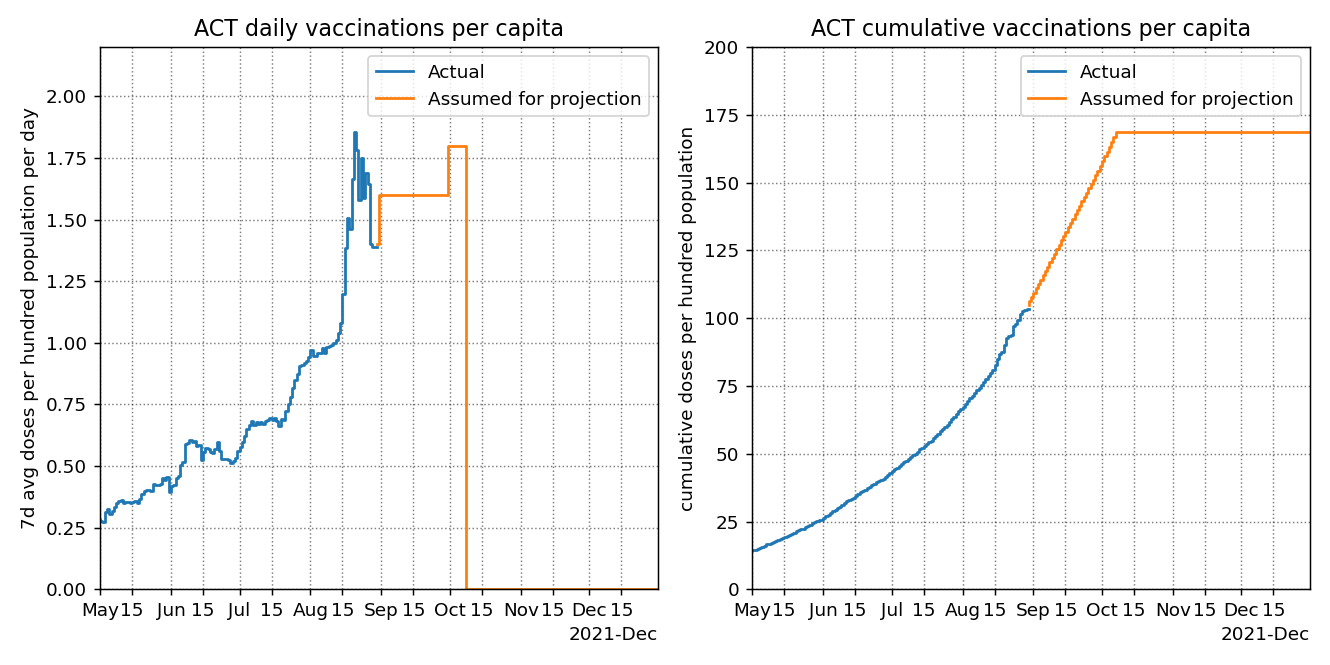 ACT daily vaccinations per capita
7d avg doses per hundred population per day
2.00
1.75
1.50
1.25
1.00
0.75
0.50
0.25
0.00
Actual
Assumed for projection
May 15 Jun 15 Jul 15 Aug 15 Sep 15 Oct 15 Nov 15 Dec 15
2021-Dec
ACT cumulative vaccinations per capita
cumulative doses per hundred population
200
175
150
125
100
75
50
25
0
Actual
Assumed for projection
May 15 Jun 15 Jul 15 Aug 15 Sep 15 Oct 15 Nov 15 Dec 15
2021-Dec